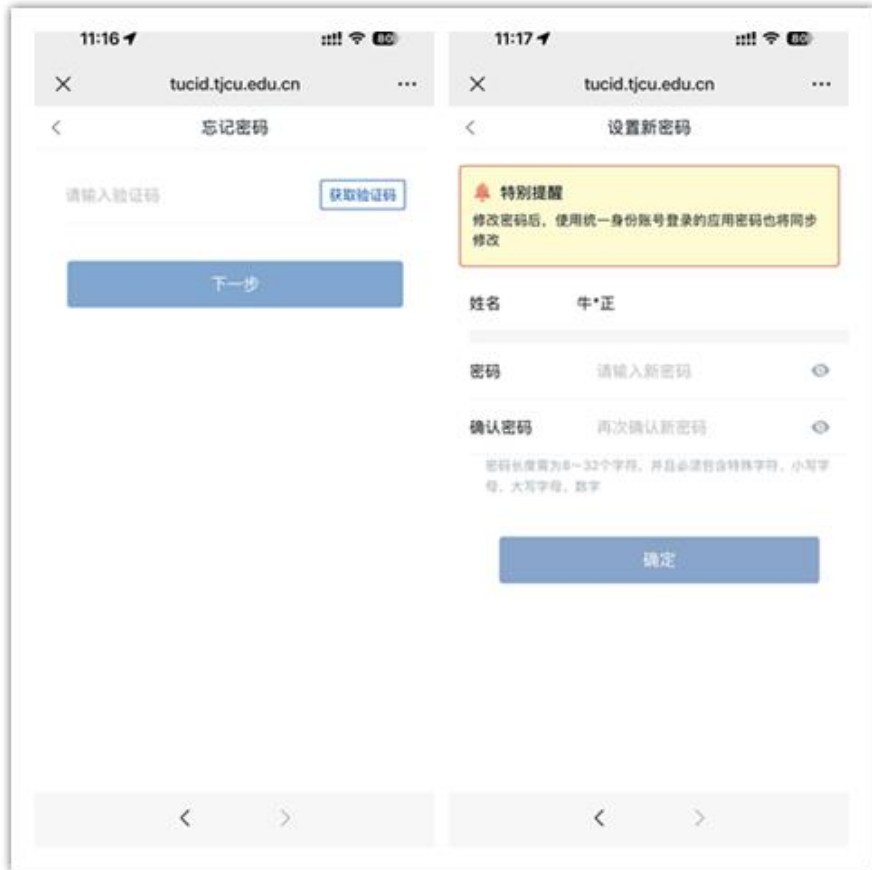 11:16
80
tucid.tjcu.edu.cn
忘记密码
请输入验证码
获取验证码
下一步
11:17
80
tucid.tjcu.edu.cn
设置新密码
特别提醒
修改密码后，使用统一身份账号登录的应用密码也将同步
修改
姓名 牛*正
密码 请输入新密码
确认密码 再次确认新密码
密码长度需为8～32个字符，并且必须包含特殊字符、小写字
母、大写字母、数字
确定